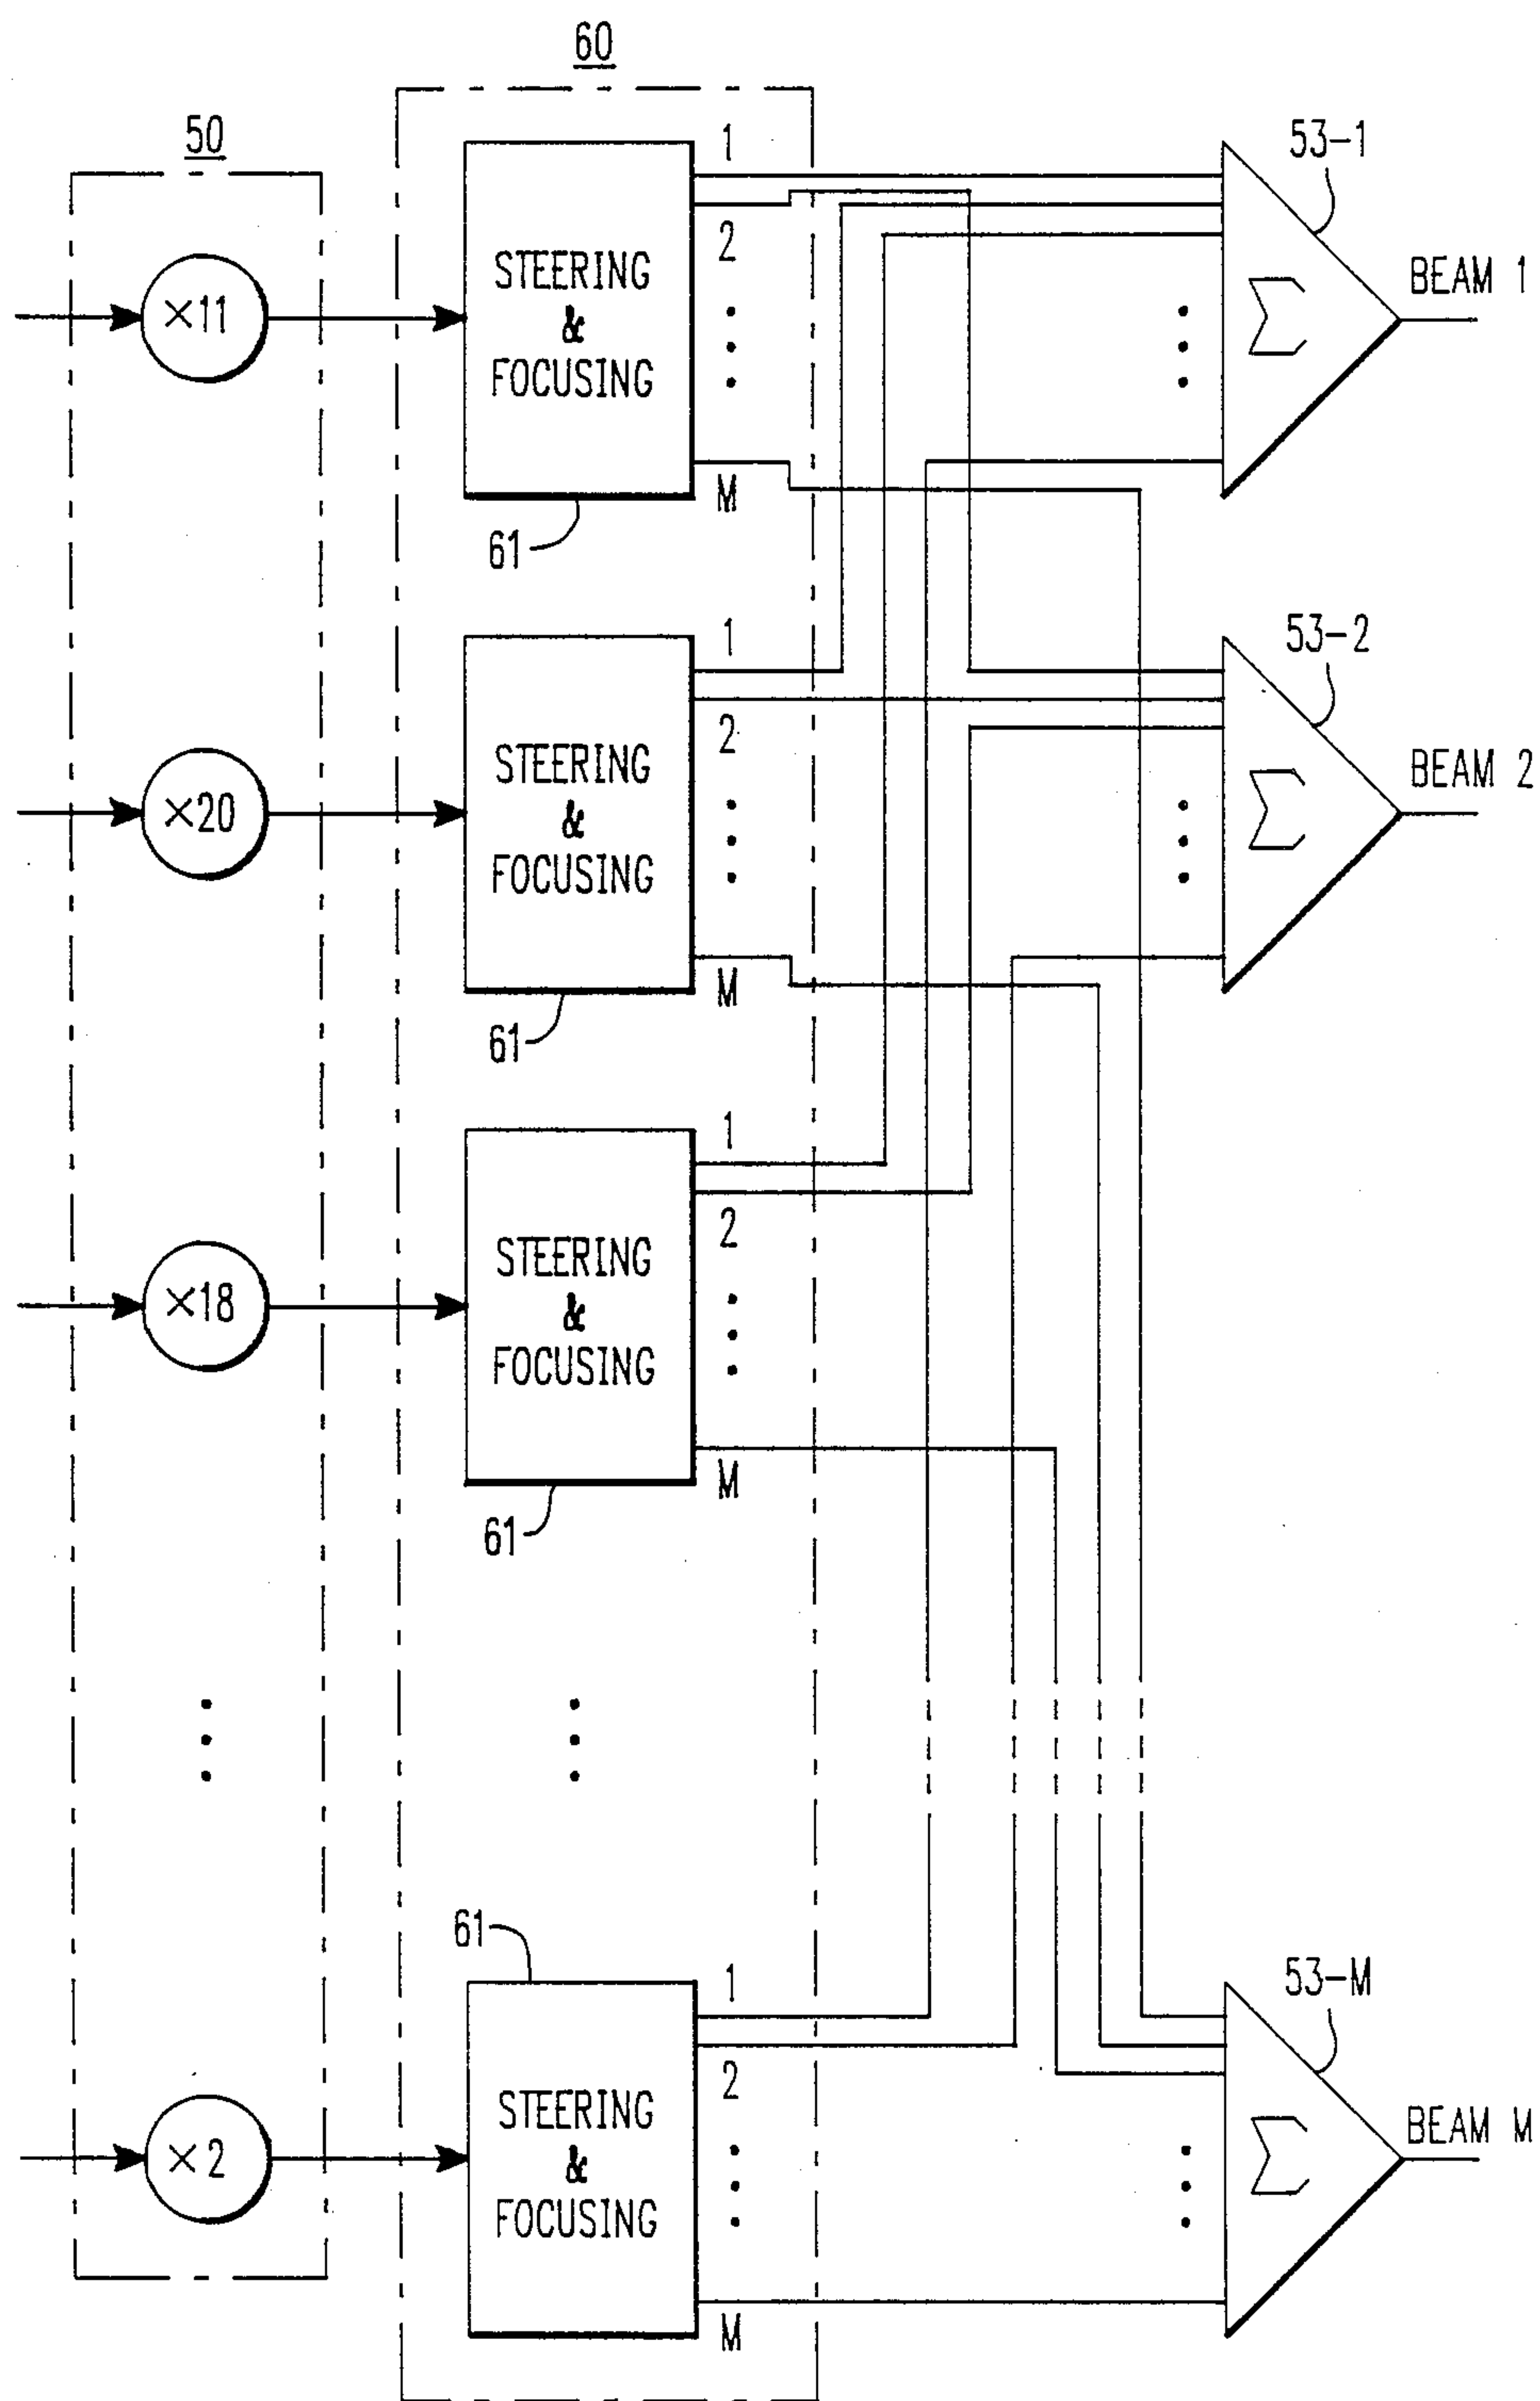 60
50
1
53-1
2
STEERING
&
FOCUSING
×11
Σ
BEAM 1
M
61
1
53-2
2
STEERING
&
FOCUSING
×20
Σ
BEAM 2
M
61
1
2
STEERING
&
FOCUSING
×18
M
61
61
1
53-M
2
STEERING
&
FOCUSING
×2
Σ
BEAM M
M